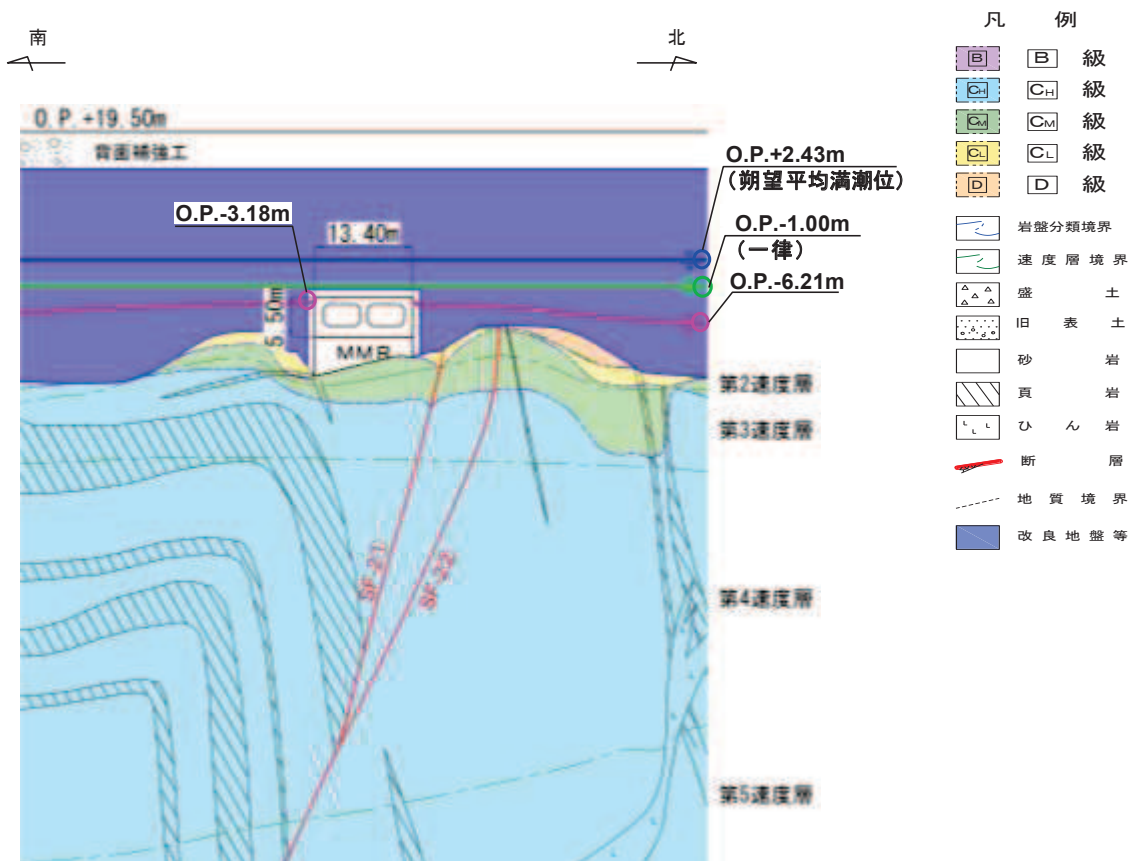 南
北
O.P.+19.50m
背面補強工
O.P.+2.43m
(朔望平均満潮位)
O.P.-3.18m
13.40m
O.P.-1.00m
(一律)
O.P.-6.21m
5.50m
MMR
第2速度層
第3速度層
SF-21
SF-22
第4速度層
第5速度層
凡 例
B B 級
CH CH 級
CM CM 級
CL CL 級
D D 級
岩盤分類境界
速度層境界
盛土
旧表土
砂岩
頁岩
ひん岩
断層
地質境界
改良地盤等